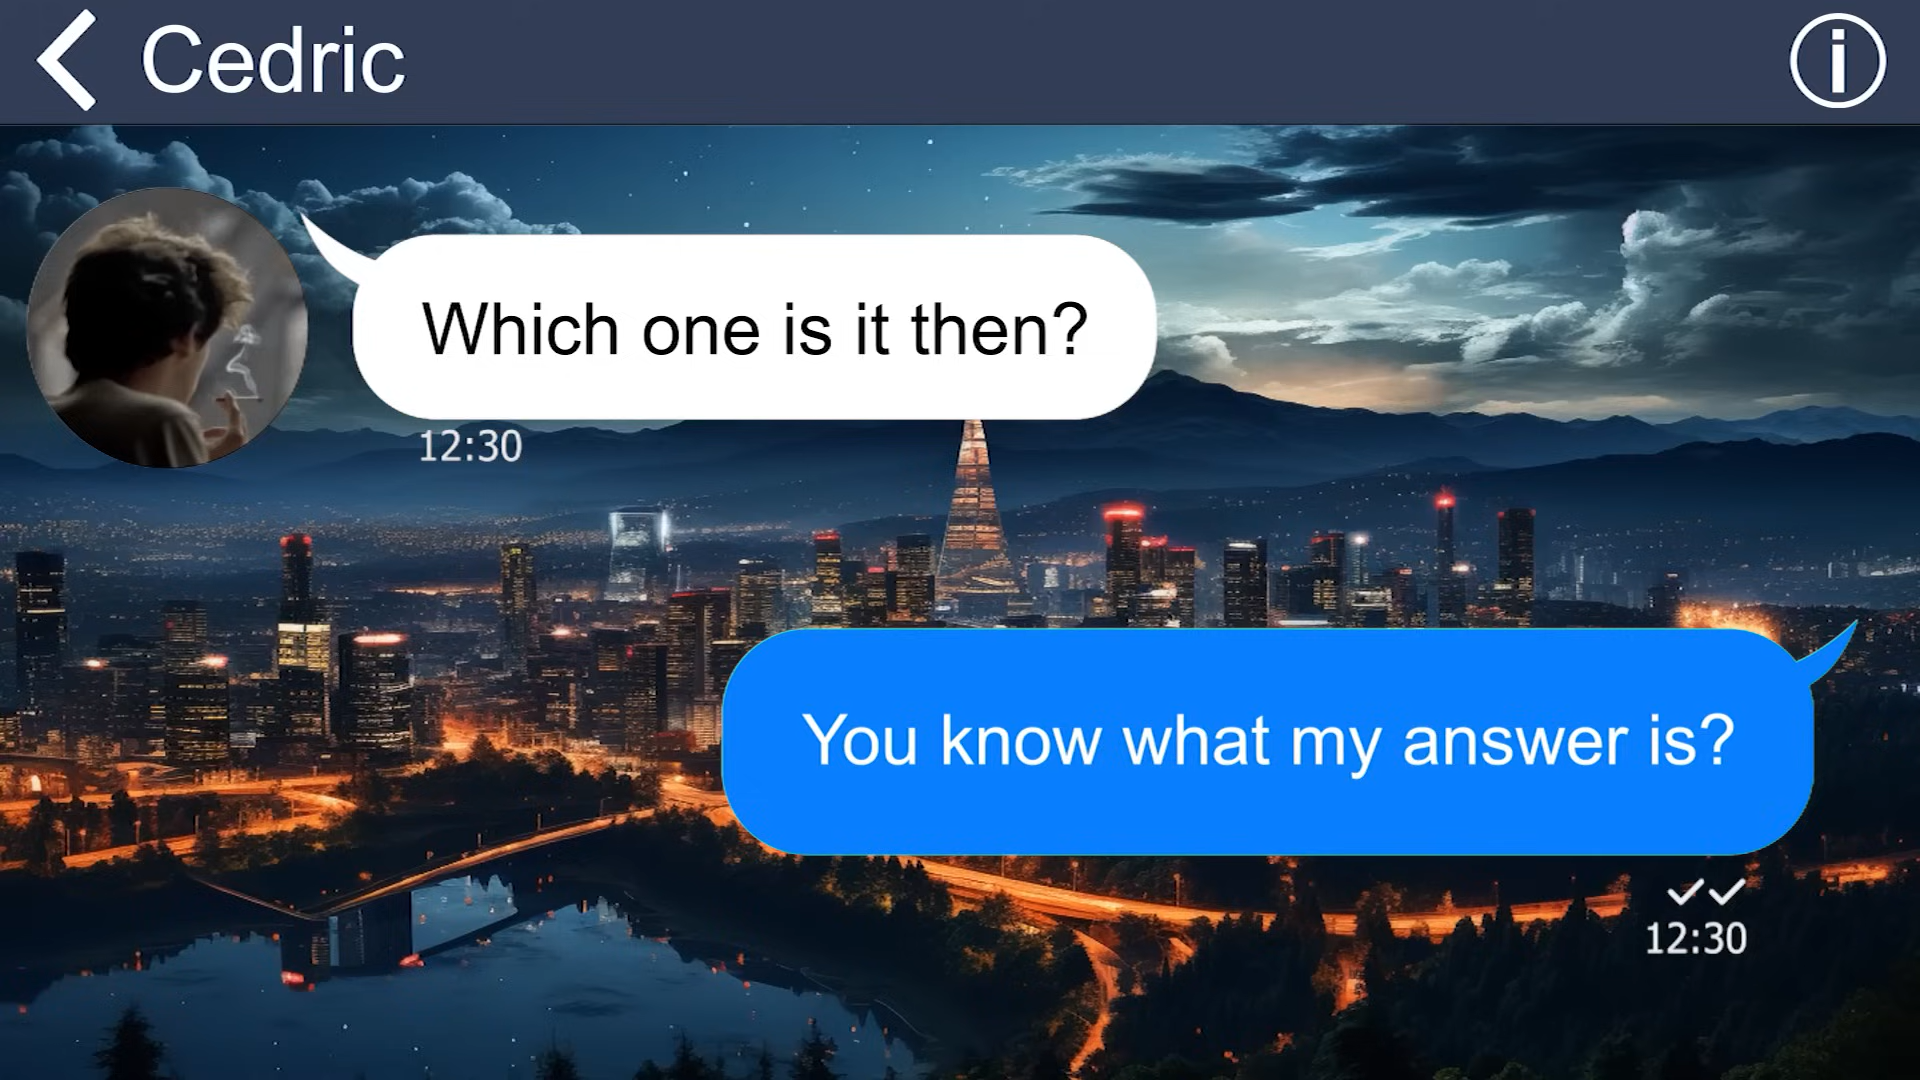 Cedric
Which one is it then?
12:30
You know what my answer is?
12:30